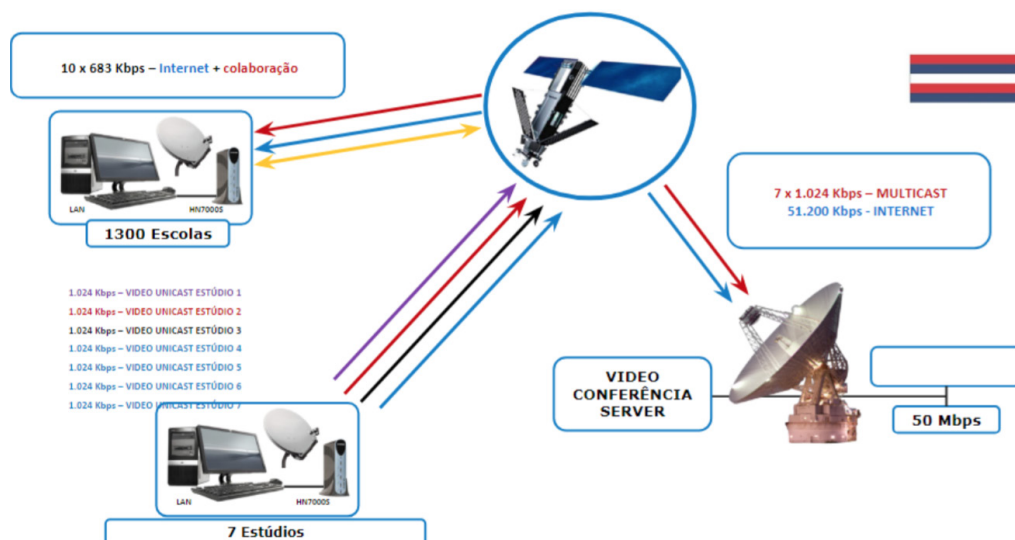 10 x 683 Kbps – Internet + colaboração
LAN
HN7000S
1300 Escolas
7 x 1.024 Kbps – MULTICAST
51.200 Kbps - INTERNET
1.024 Kbps – VIDEO UNICAST ESTÚDIO 1
1.024 Kbps – VIDEO UNICAST ESTÚDIO 2
1.024 Kbps – VIDEO UNICAST ESTÚDIO 3
1.024 Kbps – VIDEO UNICAST ESTÚDIO 4
1.024 Kbps – VIDEO UNICAST ESTÚDIO 5
1.024 Kbps – VIDEO UNICAST ESTÚDIO 6
1.024 Kbps – VIDEO UNICAST ESTÚDIO 7
VIDEO
CONFERÊNCIA
SERVER
50 Mbps
LAN
HN7000S
7 Estúdios